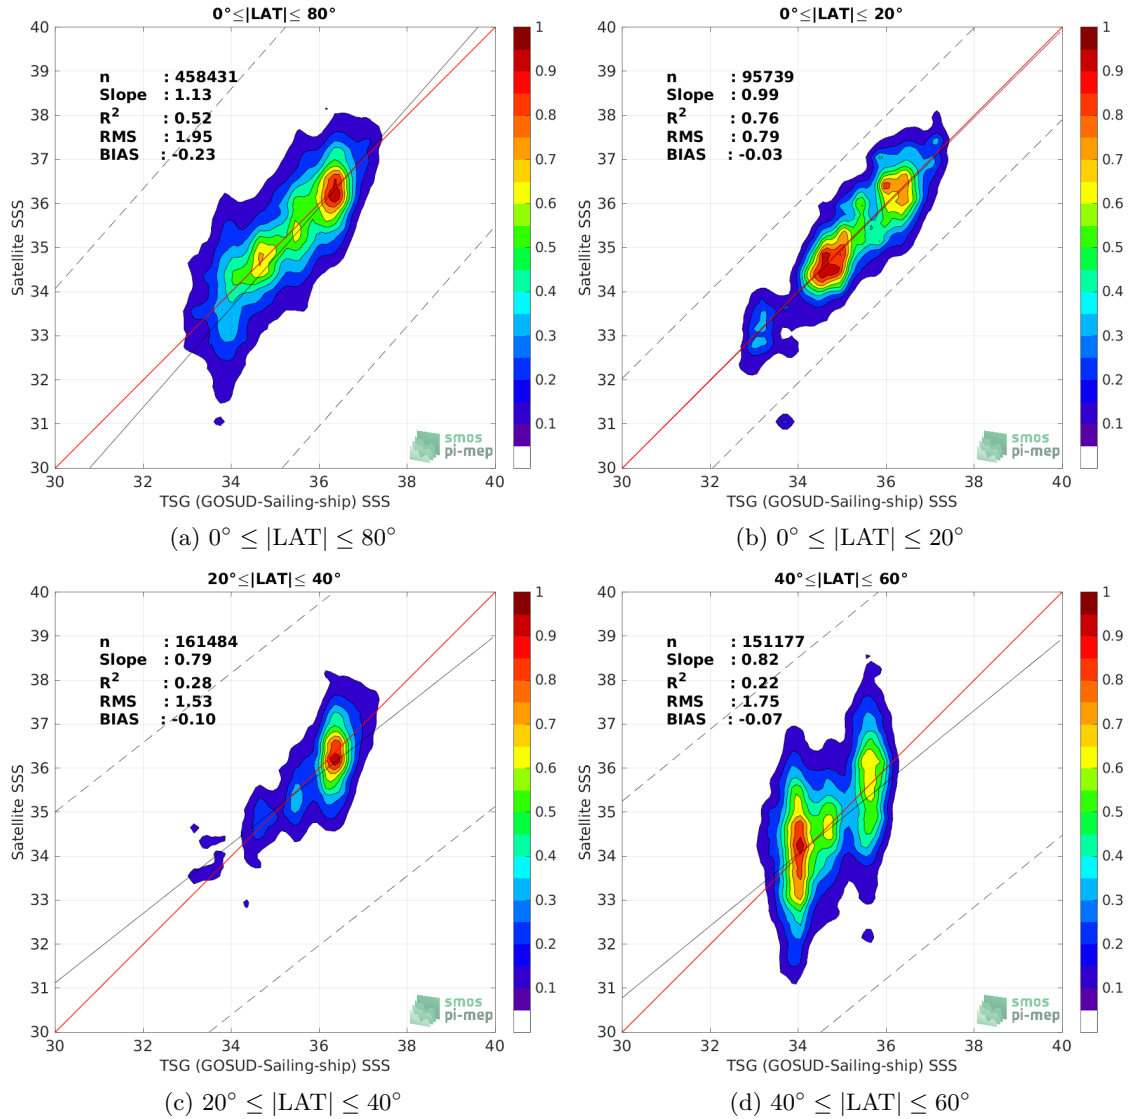 0°≤|LAT|≤ 80°
40
39
38
37
36
35
34
33
32
31
30
Satellite SSS
n : 458431
Slope : 1.13
R² : 0.52
RMS : 1.95
BIAS : -0.23
smos
pi-mep
30 32 34 36 38 40
TSG (GOSUD-Sailing-ship) SSS
1
0.9
0.8
0.7
0.6
0.5
0.4
0.3
0.2
0.1
(a) 0° ≤ |LAT| ≤ 80°
0°≤|LAT|≤ 20°
40
39
38
37
36
35
34
33
32
31
30
Satellite SSS
n : 95739
Slope : 0.99
R² : 0.76
RMS : 0.79
BIAS : -0.03
smos
pi-mep
30 32 34 36 38 40
TSG (GOSUD-Sailing-ship) SSS
1
0.9
0.8
0.7
0.6
0.5
0.4
0.3
0.2
0.1
(b) 0° ≤ |LAT| ≤ 20°
20°≤|LAT|≤ 40°
40
39
38
37
36
35
34
33
32
31
30
Satellite SSS
n : 161484
Slope : 0.79
R² : 0.28
RMS : 1.53
BIAS : -0.10
smos
pi-mep
30 32 34 36 38 40
TSG (GOSUD-Sailing-ship) SSS
1
0.9
0.8
0.7
0.6
0.5
0.4
0.3
0.2
0.1
(c) 20° ≤ |LAT| ≤ 40°
40°≤|LAT|≤ 60°
40
39
38
37
36
35
34
33
32
31
30
Satellite SSS
n : 151177
Slope : 0.82
R² : 0.22
RMS : 1.75
BIAS : -0.07
smos
pi-mep
30 32 34 36 38 40
TSG (GOSUD-Sailing-ship) SSS
1
0.9
0.8
0.7
0.6
0.5
0.4
0.3
0.2
0.1
(d) 40° ≤ |LAT| ≤ 60°